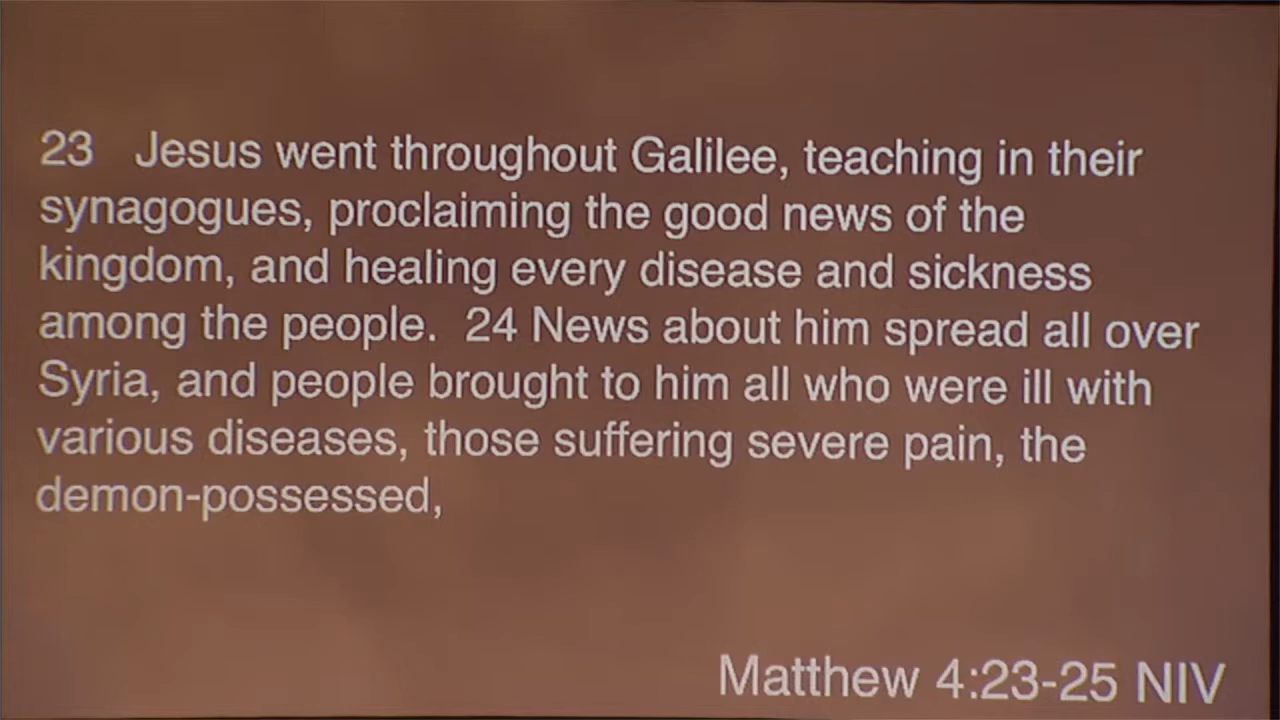 23 Jesus went throughout Galilee, teaching in their
synagogues, proclaiming the good news of the
kingdom, and healing every disease and sickness
among the people. 24 News about him spread all over
Syria, and people brought to him all who were ill with
various diseases, those suffering severe pain, the
demon-possessed,
Matthew 4:23-25 NIV